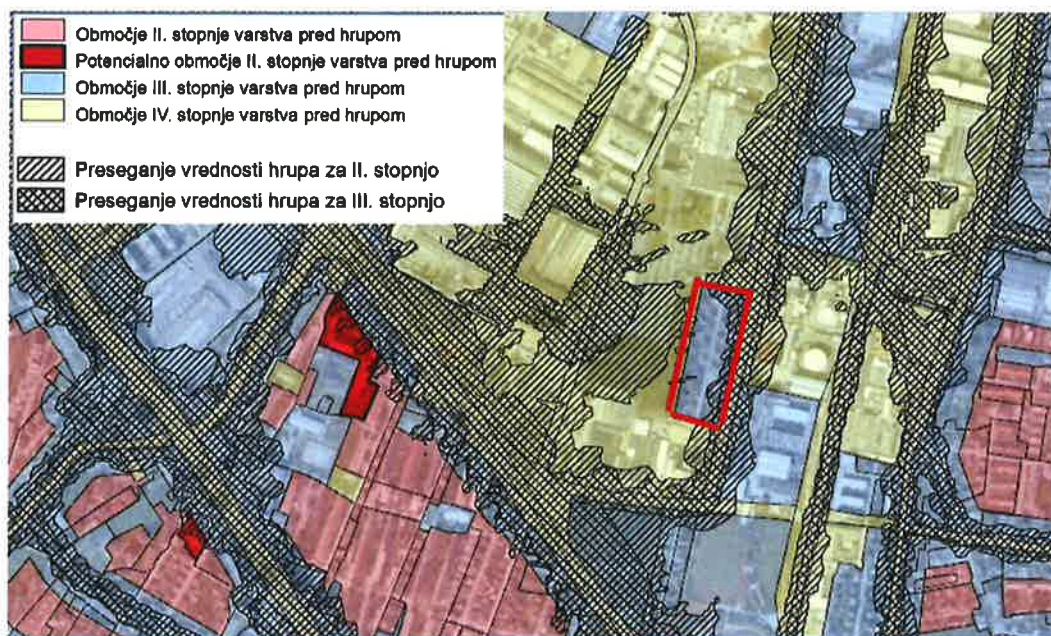 Območje II. stopnje varstva pred hrupom
Potencialno območje II. stopnje varstva pred hrupom
Območje III. stopnje varstva pred hrupom
Območje IV. stopnje varstva pred hrupom
Preseganje vrednosti hrupa za II. stopnjo
Preseganje vrednosti hrupa za III. stopnjo